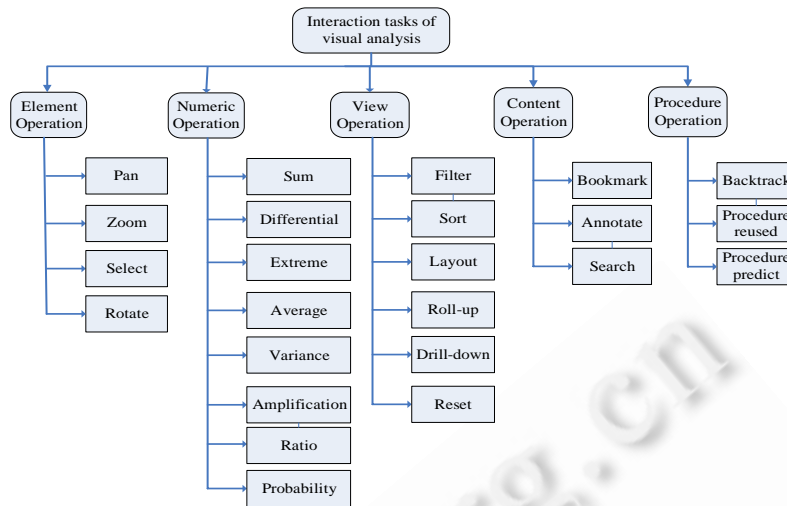 Interaction tasks of
visual analysis
Element
Operation
Numeric
Operation
View
Operation
Content
Operation
Procedure
Operation
Pan
Zoom
Select
Rotate
Sum
Differential
Extreme
Average
Variance
Amplification
Ratio
Probability
Filter
Sort
Layout
Roll-up
Drill-down
Reset
Bookmark
Annotate
Search
Backtrack
Procedure
reused
Procedure
predict